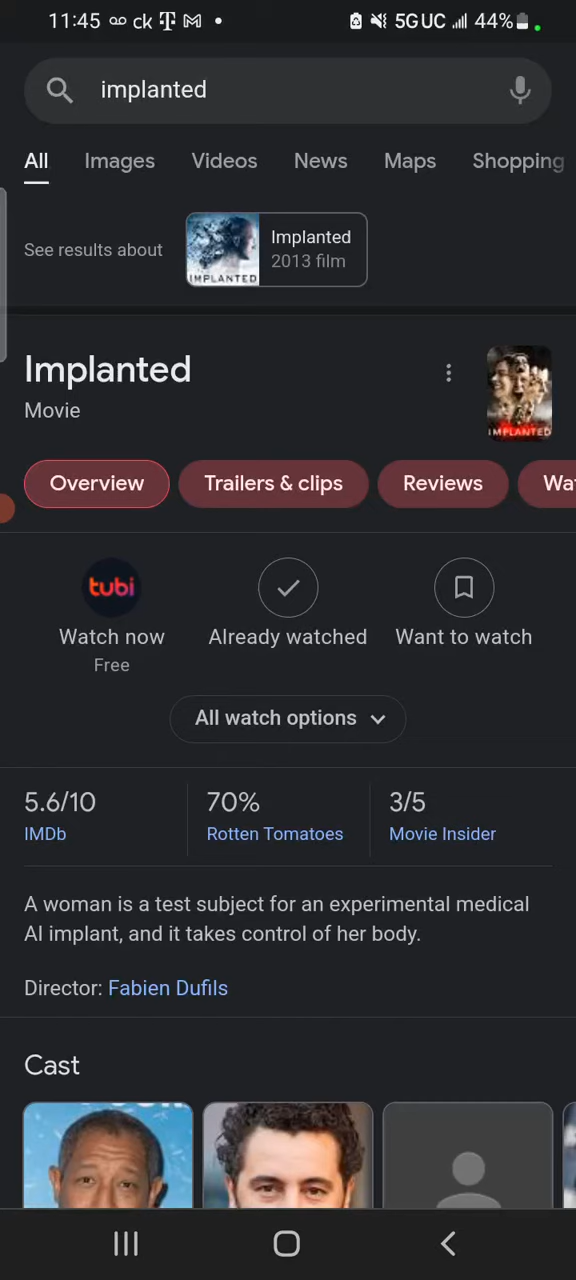 11:45 ck T M • 5G UC 44%
implanted
All Images Videos News Maps Shopping
See results about
IMPLANTED
Implanted
2013 film
Implanted
Movie
IMPLANTED
Overview Trailers & clips Reviews Wa
tubi
Watch now Already watched Want to watch
Free
All watch options
5.6/10 70% 3/5
IMDb Rotten Tomatoes Movie Insider
A woman is a test subject for an experimental medical
AI implant, and it takes control of her body.
Director: Fabien Dufils
Cast